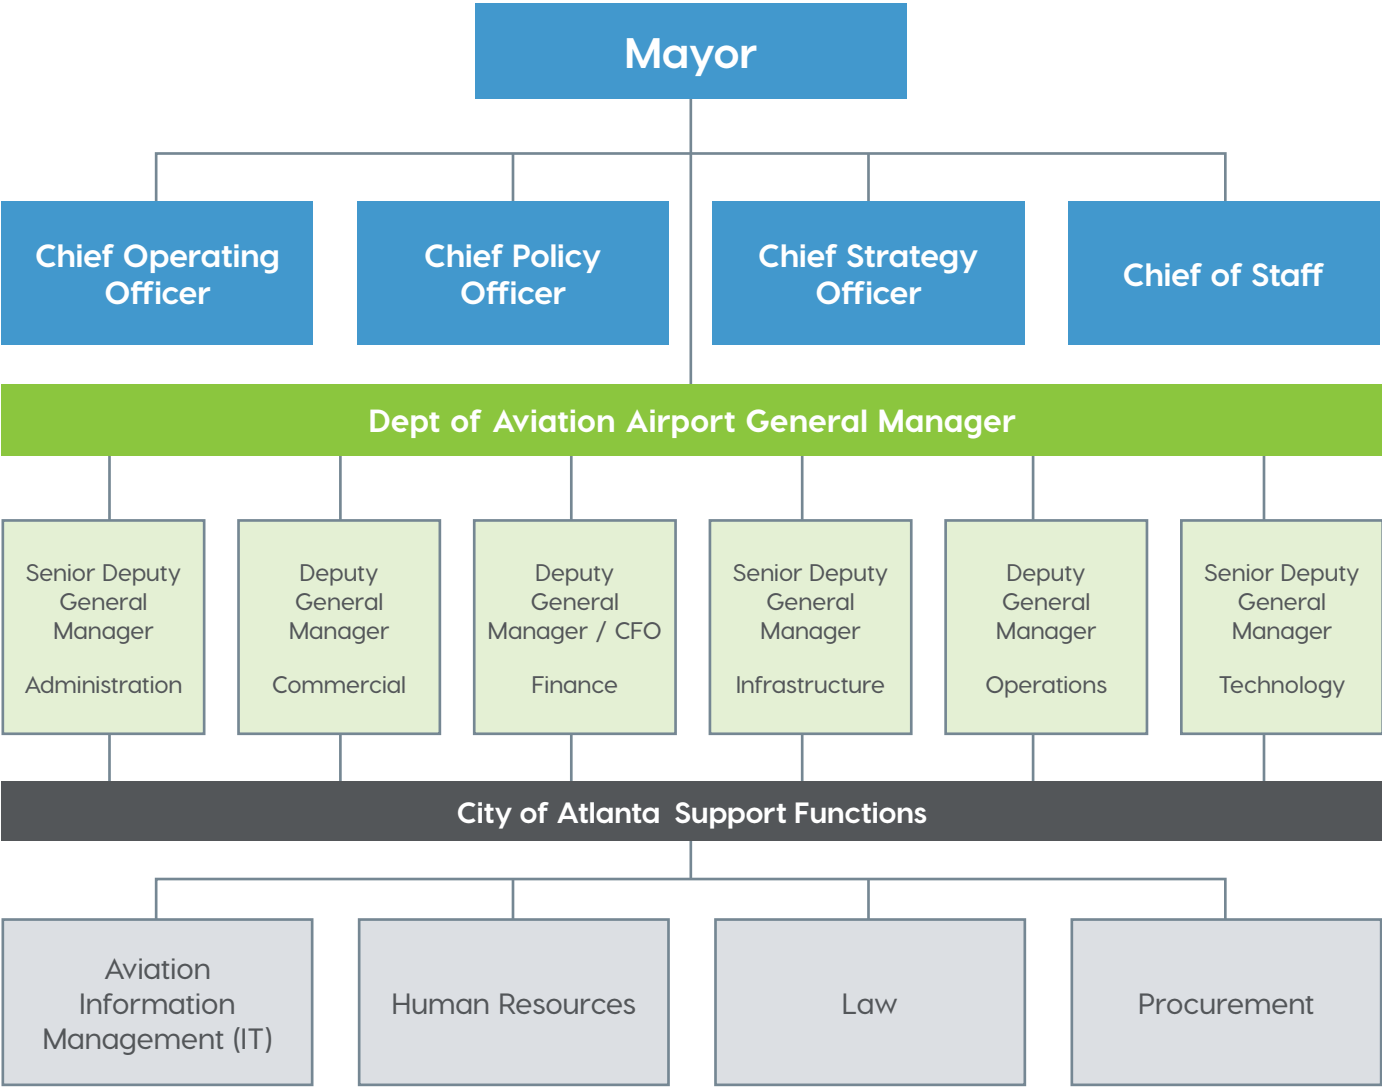 Mayor
Chief Operating
Officer
Chief Policy
Officer
Chief Strategy
Officer
Chief of Staff
Dept of Aviation Airport General Manager
Senior Deputy
General
Manager
Administration
Deputy
General
Manager
Commercial
Deputy
General
Manager / CFO
Finance
Senior Deputy
General
Manager
Infrastructure
Deputy
General
Manager
Operations
Senior Deputy
General
Manager
Technology
City of Atlanta Support Functions
Aviation
Information
Management (IT)
Human Resources
Law
Procurement